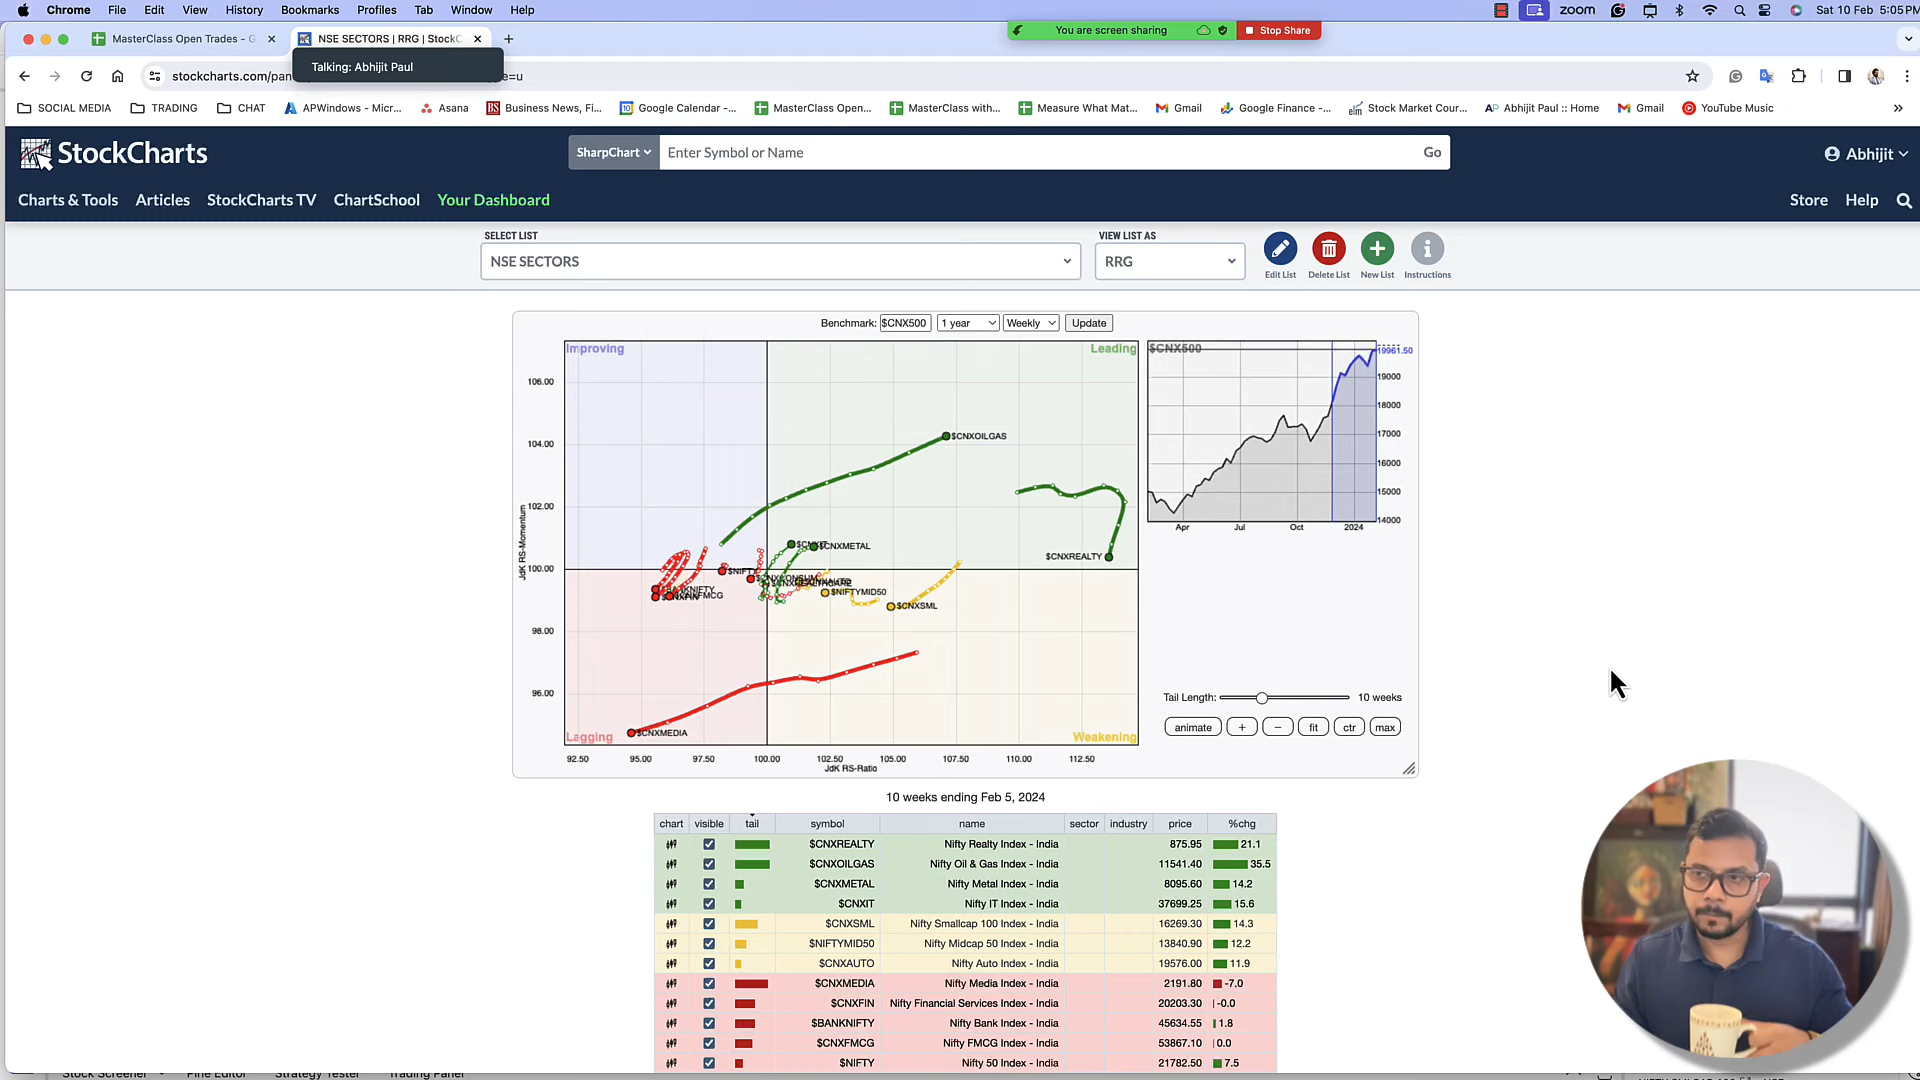 Chrome File Edit View History Bookmarks Profiles Tab Window Help zoom Sat 10 Feb 5:05PM
MasterClass Open Trades - G
NSE SECTORS | RRG | StockC
You are screen sharing
Stop Share
Talking: Abhijit Paul
stockcharts.com/pan
=u
SOCIAL MEDIA TRADING CHAT APWindows - Micr... Asana Business News, Fi... Google Calendar -... MasterClass Open... MasterClass with... Measure What Mat... Gmail Google Finance -... Stock Market Cour... Abhijit Paul :: Home Gmail YouTube Music
StockCharts
SharpChart
Enter Symbol or Name
Go
Abhijit
Charts & Tools Articles StockCharts TV ChartSchool Your Dashboard Store Help
SELECT LIST
VIEW LIST AS
NSE SECTORS
RRG
Edit List Delete List New List Instructions
Benchmark: $CNX500 1 year Weekly Update
Improving
Leading
Lagging
Weakening
106.00
104.00
102.00
100.00
98.00
96.00
JdK RS-Momentum
92.50 95.00 97.50 100.00 102.50 105.00 107.50 110.00 112.50
JdK RS-Ratio
$CNXOILGAS
$CNXREALTY
$CNXMETAL
$NIFTY
$NIFTYMID50
$CNXSML
$CNXMEDIA
$CNX500
19961.50
19000
18000
17000
16000
15000
14000
Apr Jul Oct 2024
Tail Length: 10 weeks
animate + − fit ctr max
10 weeks ending Feb 5, 2024
chart visible tail symbol name sector industry price %chg
$CNXREALTY Nifty Realty Index - India 875.95 21.1
$CNXOILGAS Nifty Oil & Gas Index - India 11541.40 35.5
$CNXMETAL Nifty Metal Index - India 8095.60 14.2
$CNXIT Nifty IT Index - India 37699.25 15.6
$CNXSML Nifty Smallcap 100 Index - India 16269.30 14.3
$NIFTYMID50 Nifty Midcap 50 Index - India 13840.90 12.2
$CNXAUTO Nifty Auto Index - India 19576.00 11.9
$CNXMEDIA Nifty Media Index - India 2191.80 -7.0
$CNXFIN Nifty Financial Services Index - India 20203.30 -0.0
$BANKNIFTY Nifty Bank Index - India 45634.55 1.8
$CNXFMCG Nifty FMCG Index - India 53867.10 0.0
$NIFTY Nifty 50 Index - India 21782.50 7.5
Stock Screener Pine Editor Strategy Tester Trading Panel